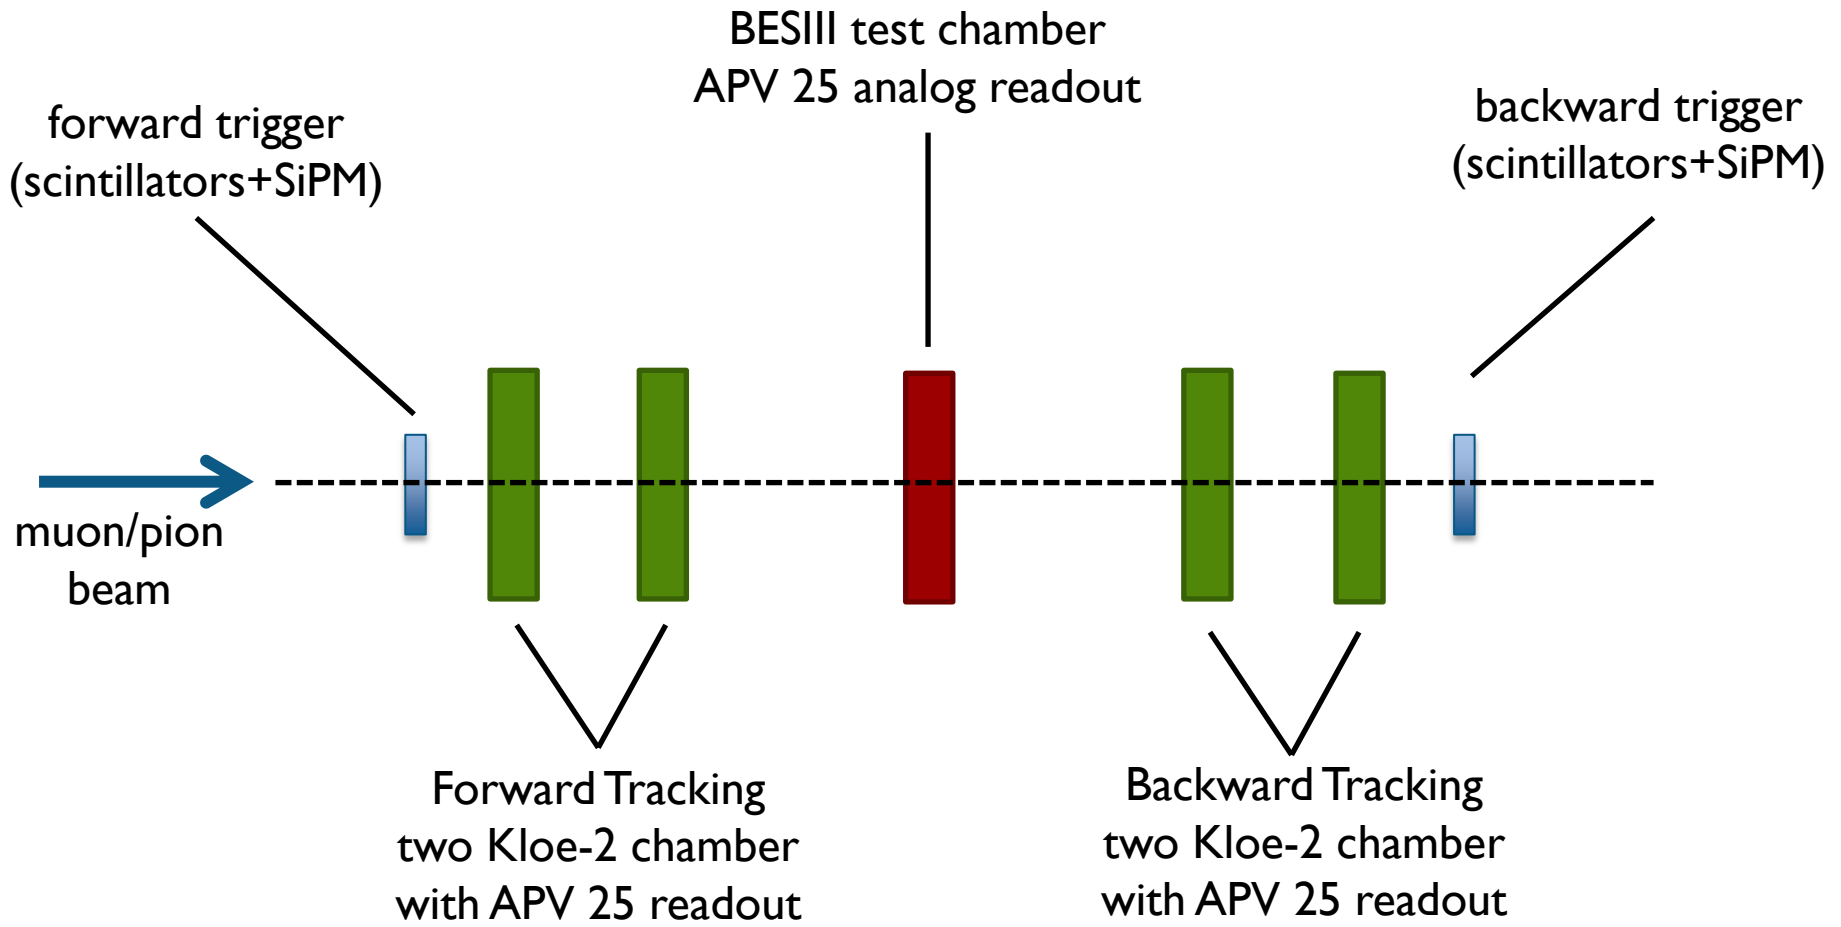 BESIII test chamber
APV 25 analog readout
forward trigger
(scintillators+SiPM)
backward trigger
(scintillators+SiPM)
muon/pion
beam
Forward Tracking
two Kloe-2 chamber
with APV 25 readout
Backward Tracking
two Kloe-2 chamber
with APV 25 readout